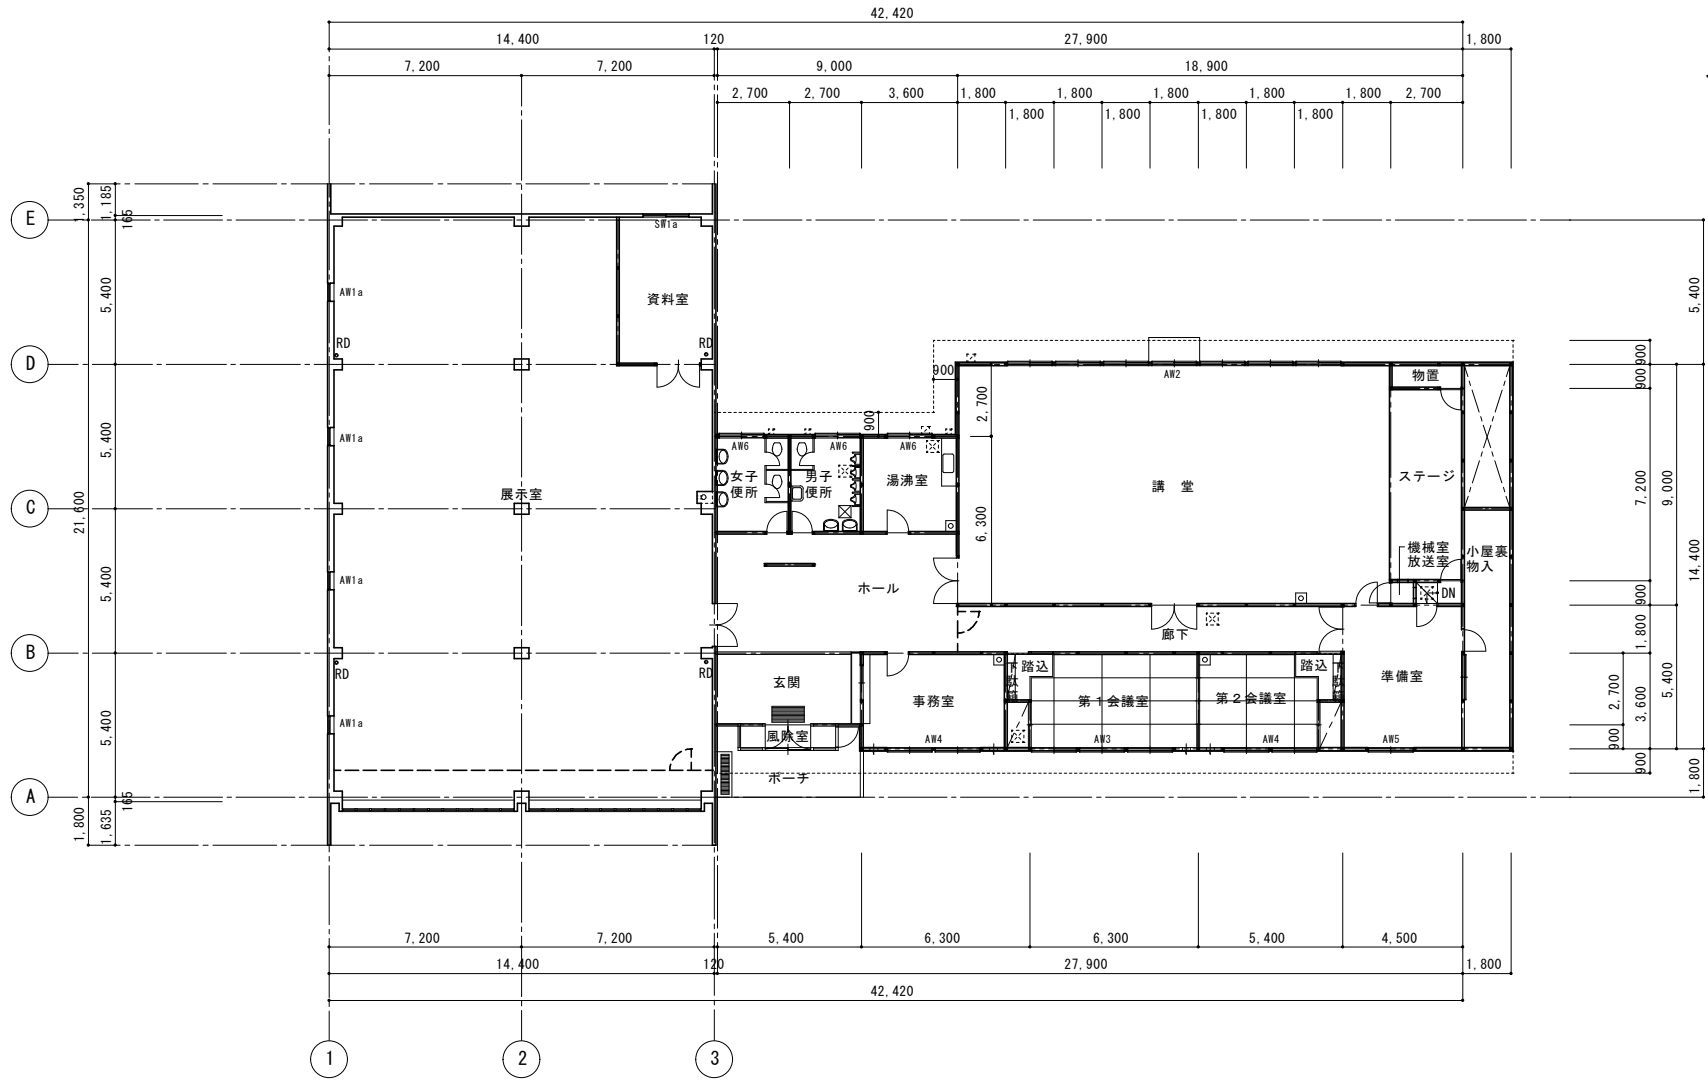 42,420
14,400 120 27,900 1,800
7,200 7,200 9,000 18,900
2,700 2,700 3,600 1,800 1,800 1,800 1,800 1,800 2,700
1,800 1,800 1,800 1,800
1,350
1,185
165
E
SW1a
5,400
AW1a
資料室
5,400
RD
RD
D
900
900
900
AW2
物置
2,700
900
5,400
AW1a
AW6
AW6
AW6
女子
便所
男子
便所
湯沸室
講 堂
ステージ
7,200
9,000
展示室
C
21,600
6,300
機械室
放送室
小屋裏
物入
14,400
5,400
AW1a
ホール
DN
900
廊下
1,800
B
RD
RD
玄関
事務室
下駄箱
踏込
第1会議室
第2会議室
踏込
下駄箱
準備室
2,700
3,600
5,400
5,400
AW1a
風除室
AW4
AW3
AW4
AW5
900
ポーチ
900
1,800
A
165
1,800
1,635
7,200 7,200 5,400 6,300 6,300 5,400 4,500
14,400 120 27,900 1,800
42,420
1 2 3